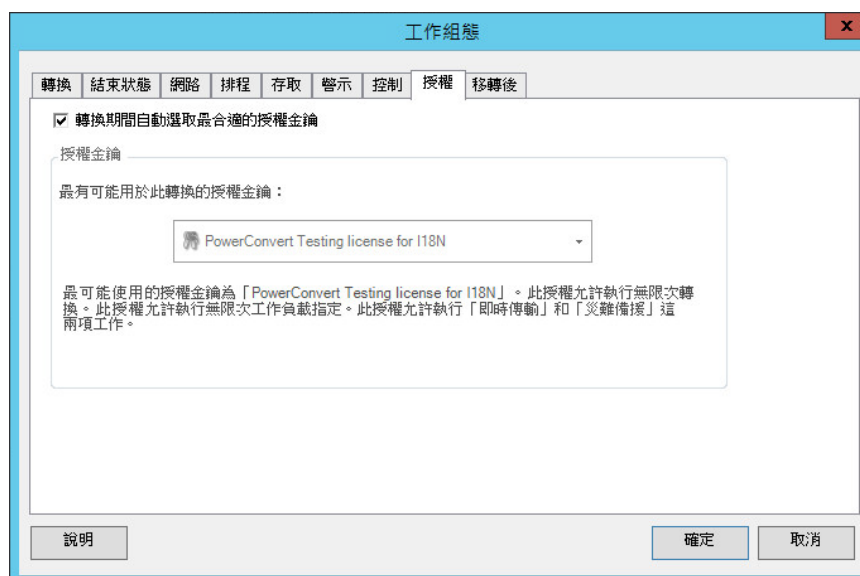 工作組態
x
轉換 結束狀態 網路 排程 存取 警示 控制 授權 移轉後
轉換期間自動選取最合適的授權金鑰
授權金鑰
最有可能用於此轉換的授權金鑰：
PowerConvert Testing license for I18N
最可能使用的授權金鑰為「PowerConvert Testing license for I18N」。此授權允許執行無限次轉
換。此授權允許執行無限次工作負載指定。此授權允許執行「即時傳輸」和「災難備援」這
兩項工作。
說明 確定 取消